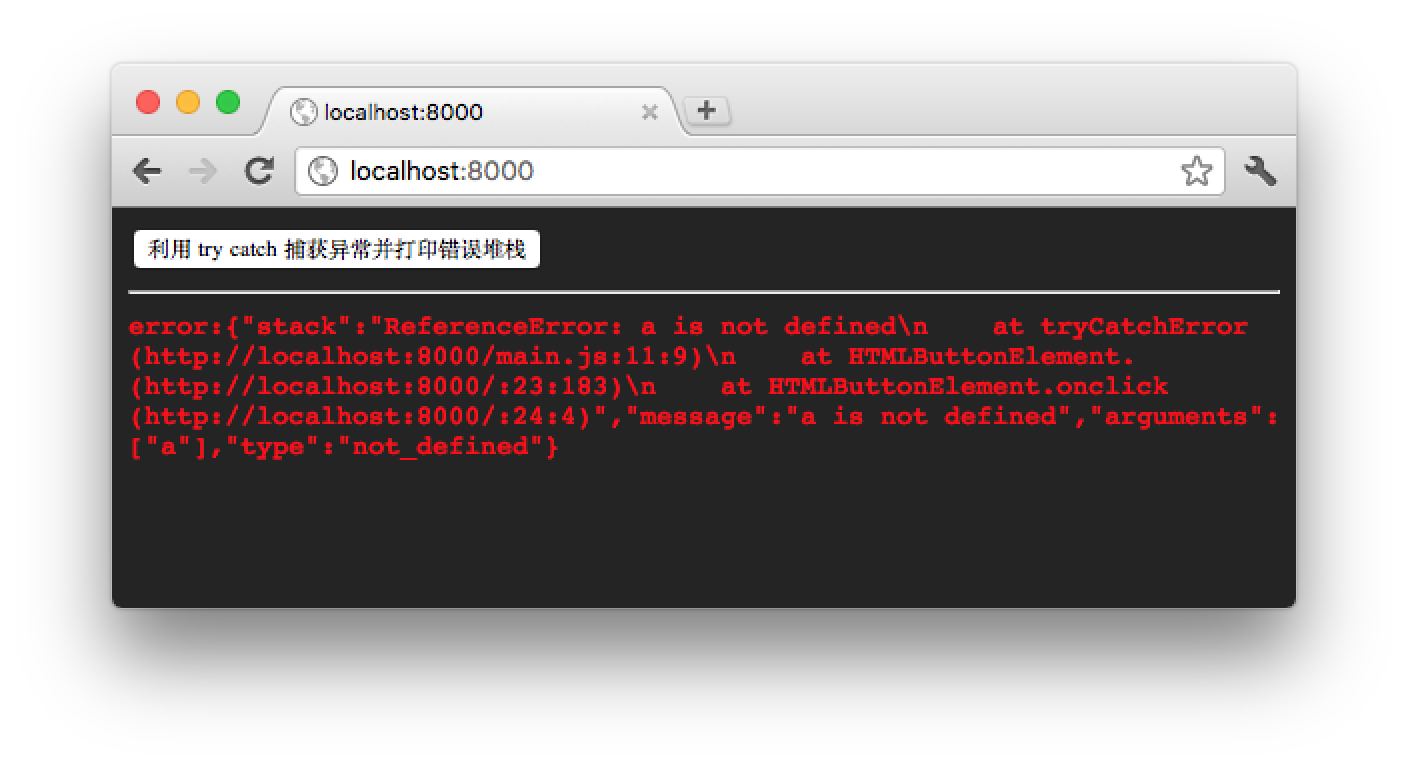 localhost:8000
localhost:8000
利用 try catch 捕获异常并打印错误堆栈
error:{"stack":"ReferenceError: a is not defined\n    at tryCatchError
(http://localhost:8000/main.js:11:9)\n    at HTMLButtonElement.
(http://localhost:8000/:23:183)\n    at HTMLButtonElement.onclick
(http://localhost:8000/:24:4)","message":"a is not defined","arguments":
["a"],"type":"not_defined"}